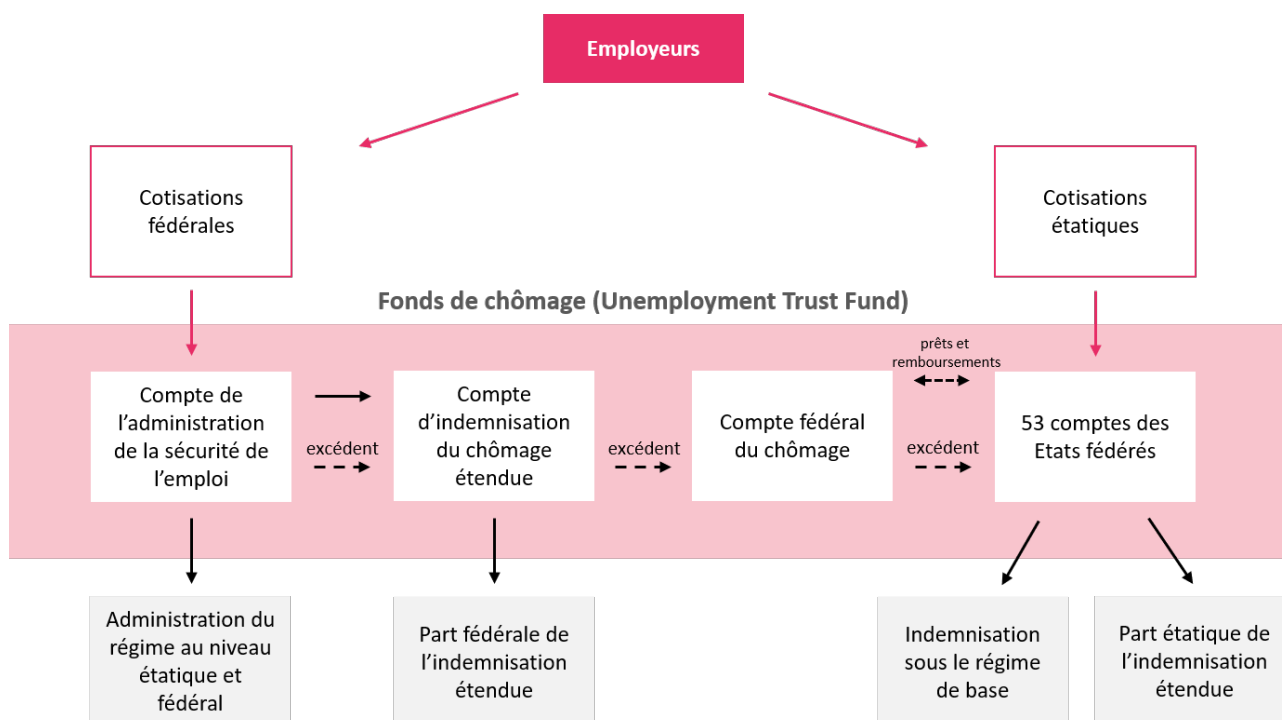 Employeurs
Cotisations
fédérales
Cotisations
étatiques
Fonds de chômage (Unemployment Trust Fund)
prêts et
remboursements
Compte de
l’administration
de la sécurité de
l’emploi
excédent
Compte
d’indemnisation
du chômage
étendue
excédent
Compte fédéral
du chômage
excédent
53 comptes des
Etats fédérés
Administration du
régime au niveau
étatique et
fédéral
Part fédérale de
l’indemnisation
étendue
Indemnisation
sous le régime
de base
Part étatique de
l’indemnisation
étendue